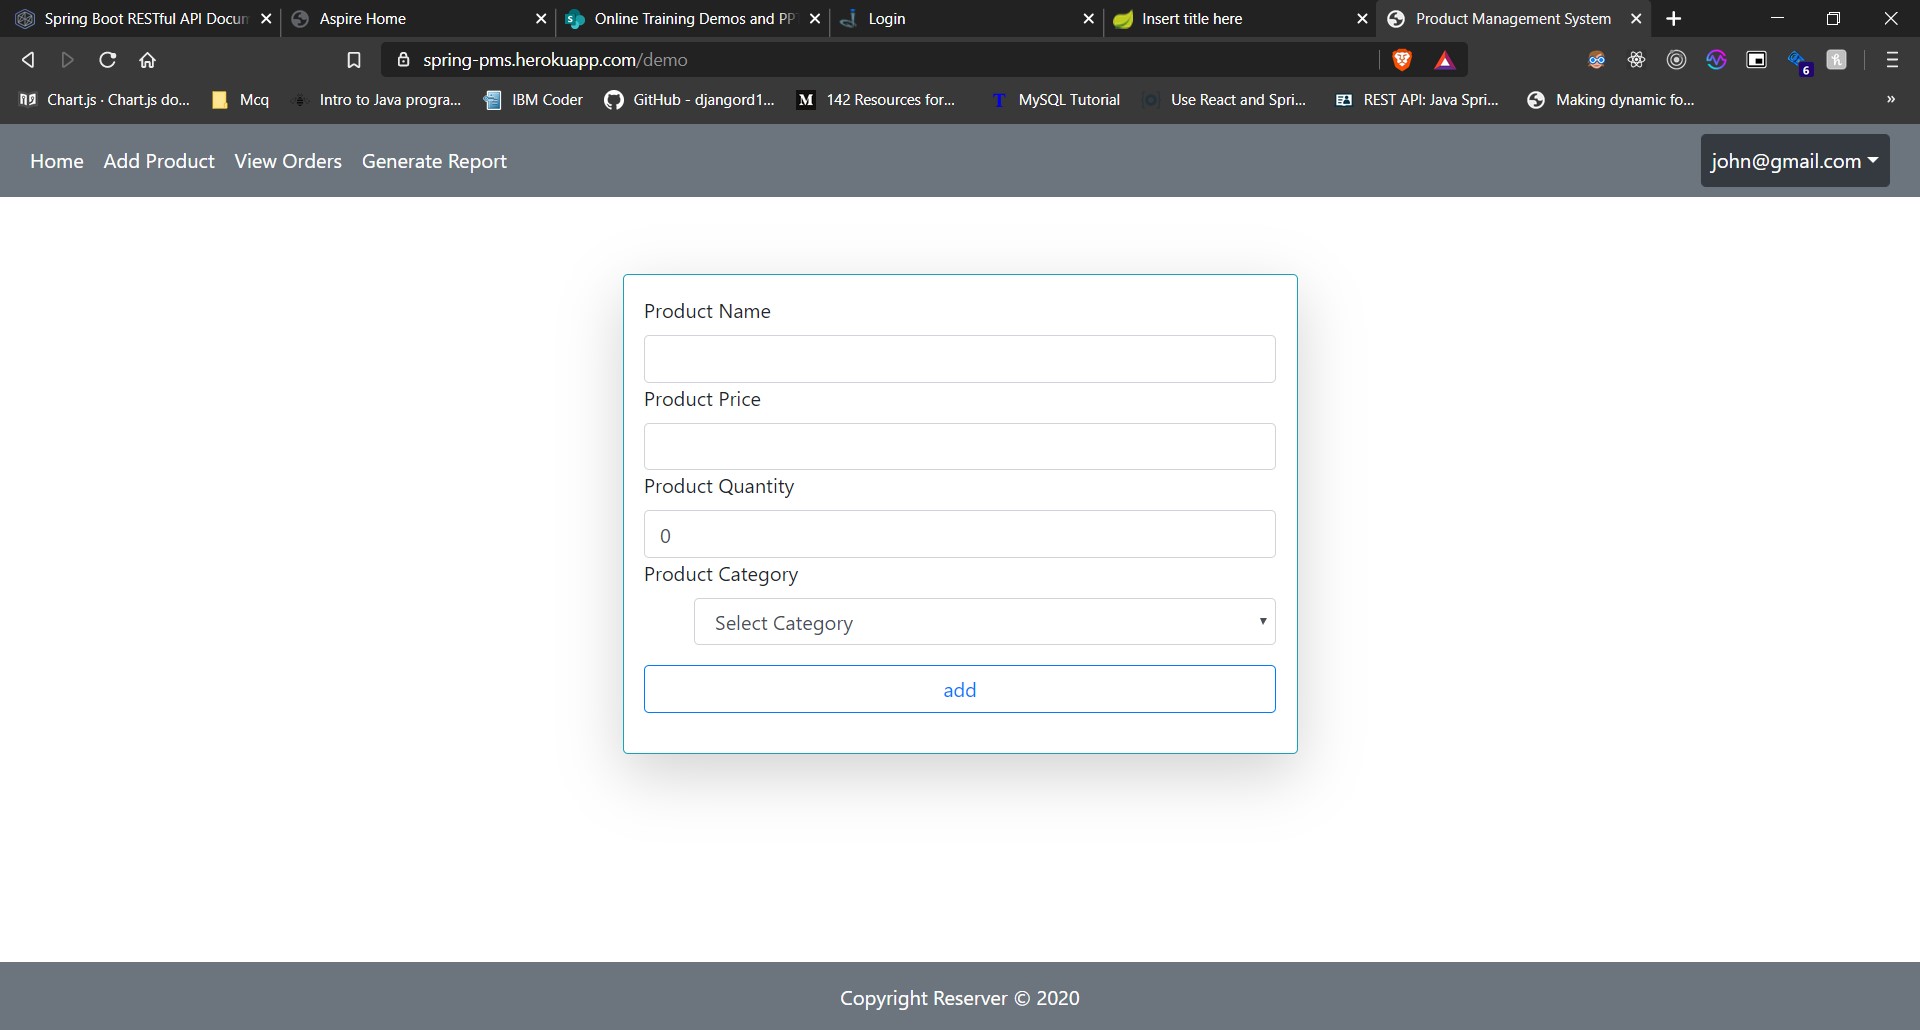 Spring Boot RESTful API Docum
Aspire Home
Online Training Demos and PP
Login
Insert title here
Product Management System
spring-pms.herokuapp.com/demo
6
Chart.js · Chart.js do...
Mcq
Intro to Java progra...
IBM Coder
GitHub - djangord1...
M
142 Resources for...
T
MySQL Tutorial
Use React and Spri...
REST API: Java Spri...
Making dynamic fo...
»
Home
Add Product
View Orders
Generate Report
john@gmail.com
Product Name
Product Price
Product Quantity
0
Product Category
Select Category
add
Copyright Reserver © 2020